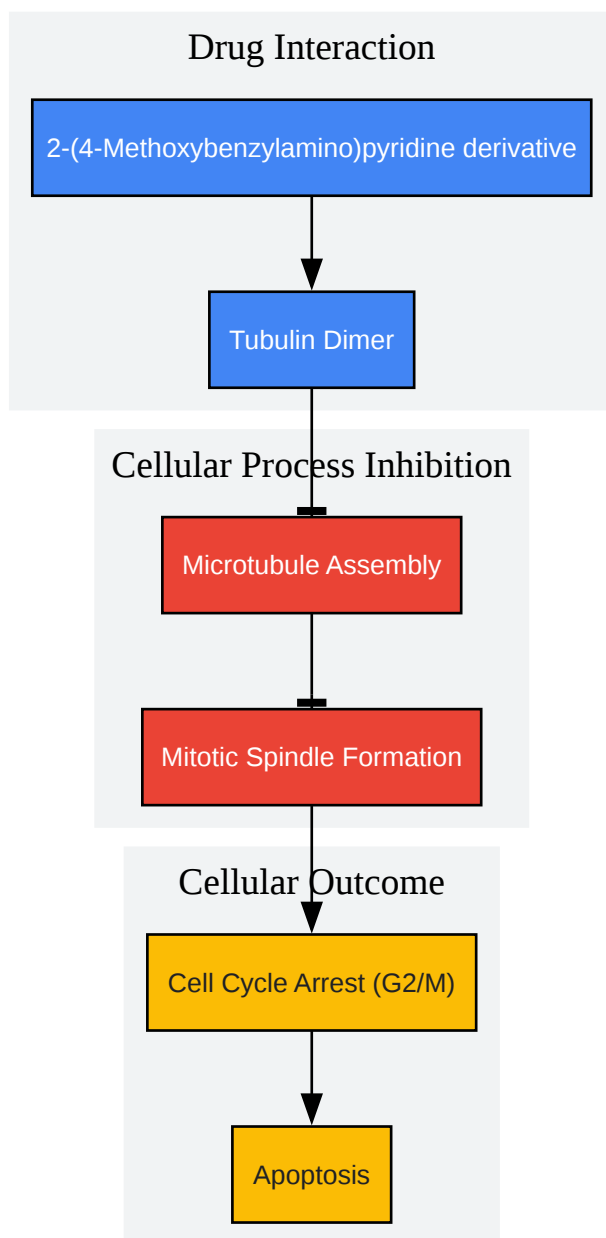 Drug Interaction
2-(4-Methoxybenzylamino)pyridine derivative
Tubulin Dimer
Cellular Process Inhibition
Microtubule Assembly
Mitotic Spindle Formation
Cellular Outcome
Cell Cycle Arrest (G2/M)
Apoptosis